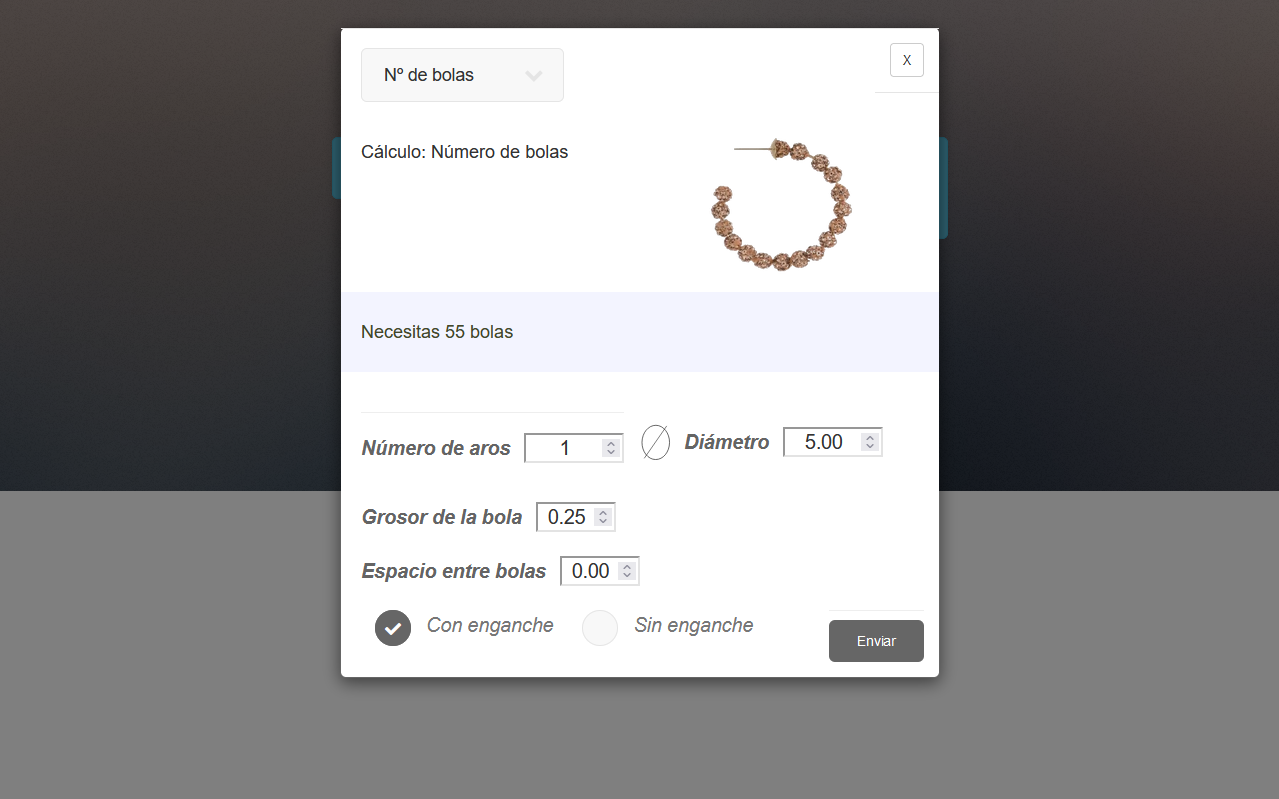 Nº de bolas
X
Cálculo: Número de bolas
Necesitas 55 bolas
Número de aros 1 Diámetro 5.00
Grosor de la bola 0.25
Espacio entre bolas 0.00
Con enganche Sin enganche
Enviar